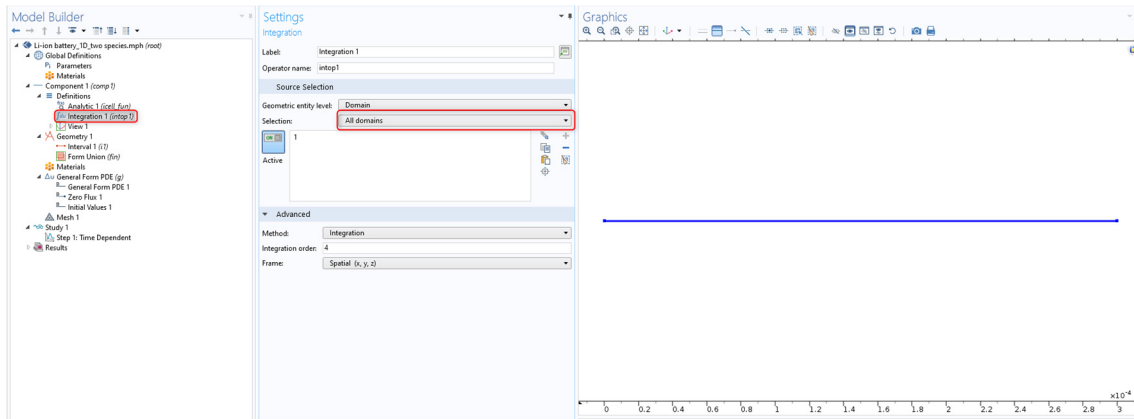 Model Builder
Li-ion battery_1D_two species.mph (root)
Global Definitions
Pi Parameters
Materials
Component 1 (comp1)
Definitions
Analytic 1 (icell_fun)
Integration 1 (intop1)
View 1
Geometry 1
Interval 1 (i1)
Form Union (fin)
Materials
Δu General Form PDE (g)
General Form PDE 1
Zero Flux 1
Initial Values 1
Mesh 1
Study 1
Step 1: Time Dependent
Results
Settings
Integration
Label: Integration 1
Operator name: intop1
Source Selection
Geometric entity level: Domain
Selection: All domains
1
Active
Advanced
Method: Integration
Integration order: 4
Frame: Spatial (x, y, z)
Graphics
×10⁻⁴
0 0.2 0.4 0.6 0.8 1 1.2 1.4 1.6 1.8 2 2.2 2.4 2.6 2.8 3